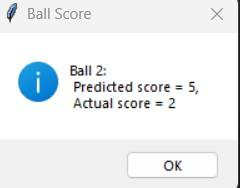 Ball Score
Ball 2:
Predicted score = 5,
Actual score = 2
OK